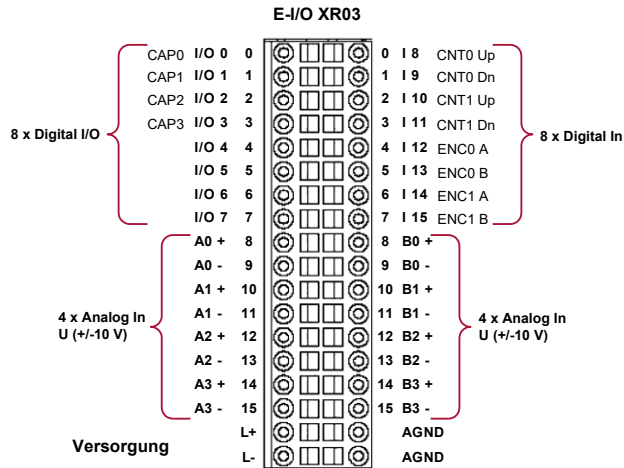 E-I/O XR03
CAP0 I/O 0 0 0 I 8 CNT0 Up
CAP1 I/O 1 1 1 I 9 CNT0 Dn
CAP2 I/O 2 2 2 I 10 CNT1 Up
CAP3 I/O 3 3 3 I 11 CNT1 Dn
8 x Digital I/O
8 x Digital In
I/O 4 4 4 I 12 ENC0 A
I/O 5 5 5 I 13 ENC0 B
I/O 6 6 6 I 14 ENC1 A
I/O 7 7 7 I 15 ENC1 B
A0 + 8 8 B0 +
A0 - 9 9 B0 -
A1 + 10 10 B1 +
A1 - 11 11 B1 -
4 x Analog In
U (+/-10 V)
4 x Analog In
U (+/-10 V)
A2 + 12 12 B2 +
A2 - 13 13 B2 -
A3 + 14 14 B3 +
A3 - 15 15 B3 -
Versorgung
L+ AGND
L- AGND